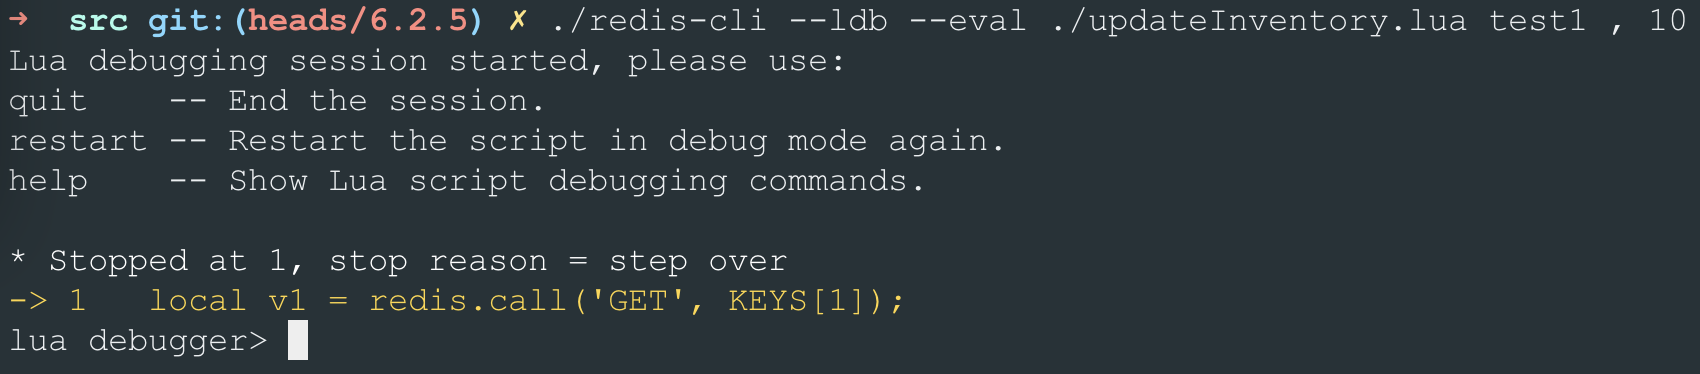 ➜  src git:(heads/6.2.5) ✗ ./redis-cli --ldb --eval ./updateInventory.lua test1 , 10
Lua debugging session started, please use:
quit    -- End the session.
restart -- Restart the script in debug mode again.
help    -- Show Lua script debugging commands.

* Stopped at 1, stop reason = step over
-> 1   local v1 = redis.call('GET', KEYS[1]);
lua debugger>